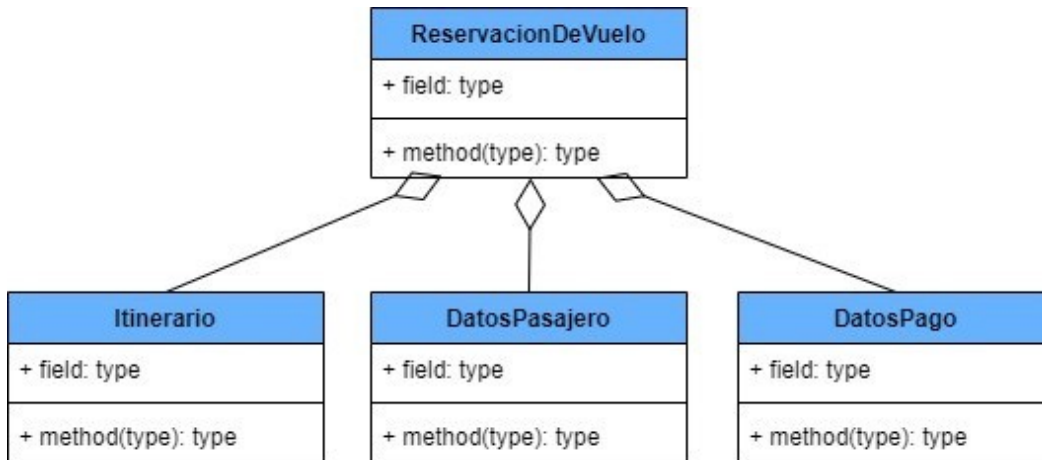 ReservacionDeVuelo
+ field: type
+ method(type): type
Itinerario
+ field: type
+ method(type): type
DatosPasajero
+ field: type
+ method(type): type
DatosPago
+ field: type
+ method(type): type